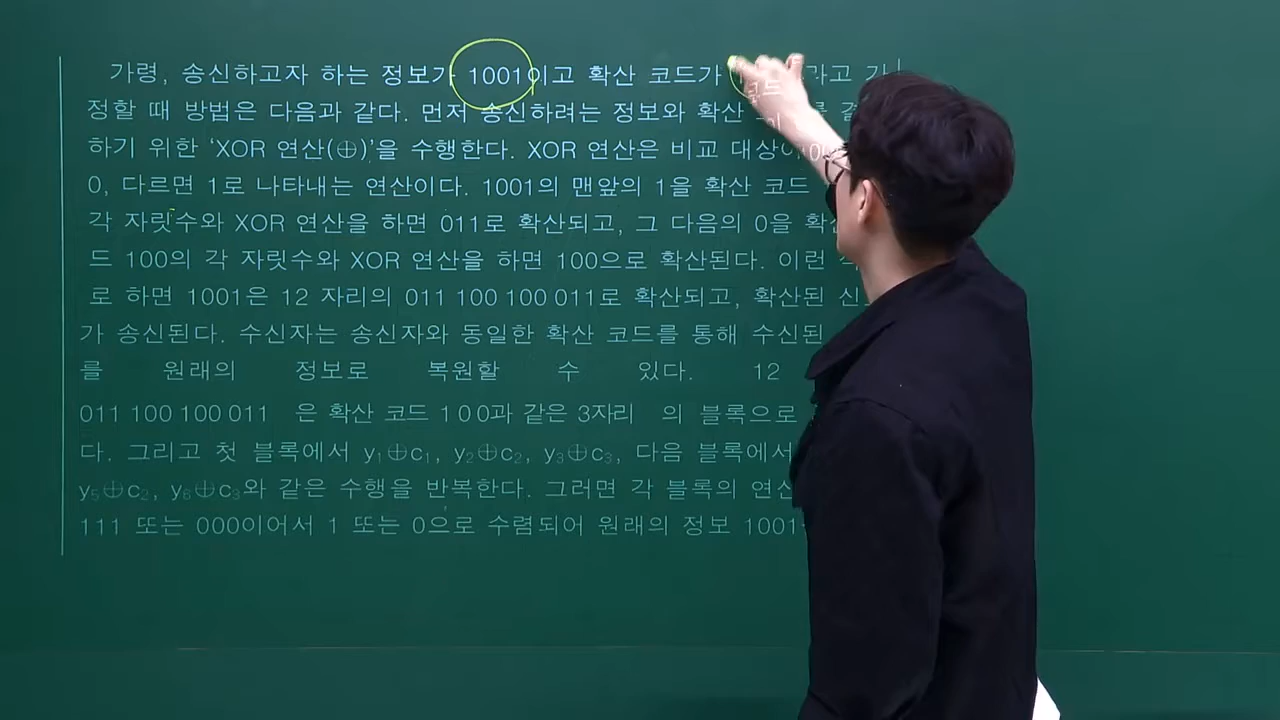 가령, 송신하고자 하는 정보가 1001이고 확산 코드가 라고 가
정할 때 방법은 다음과 같다. 먼저 송신하려는 정보와 확산
하기 위한 ‘XOR 연산(⊕)’을 수행한다. XOR 연산은 비교 대상이
0, 다르면 1로 나타내는 연산이다. 1001의 맨앞의 1을 확산 코드
각 자릿수와 XOR 연산을 하면 011로 확산되고, 그 다음의 0을
드 100의 각 자릿수와 XOR 연산을 하면 100으로 확산된다. 이런
로 하면 1001은 12 자리의 011 100 100 011로 확산되고, 확산된
가 송신된다. 수신자는 송신자와 동일한 확산 코드를 통해 수신된
를 원래의 정보로 복원할 수 있다. 12
011 100 100 011 은 확산 코드 100과 같은 3자리 의 블록으로
다. 그리고 첫 블록에서 y₁⊕c₁, y₂⊕c₂, y₃⊕c₃, 다음 블록에서
y₅⊕c₂, y₆⊕c₃와 같은 수행을 반복한다. 그러면 각 블록의
111 또는 000이어서 1 또는 0으로 수렴되어 원래의 정보 1001